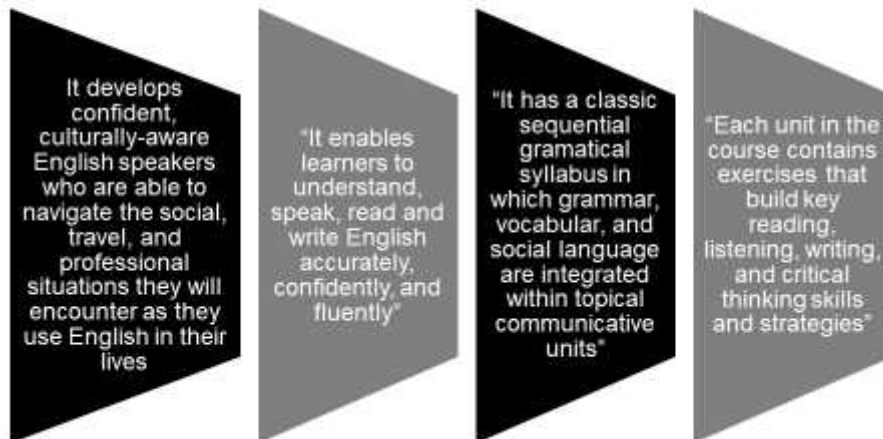 It develops
confident,
culturally-aware
English speakers
who are able to
navigate the social,
travel, and
professional
situations they will
encounter as they
use English in their
lives
“It enables
learners to
understand,
speak, read and
write English
accurately,
confidently, and
fluently”
“It has a classic
sequential
gramatical
syllabus in
which grammar,
vocabular, and
social language
are integrated
within topical
communicative
units”
“Each unit in the
course contains
exercises that
build key
reading,
listening, writing,
and critical
thinking skills
and strategies”